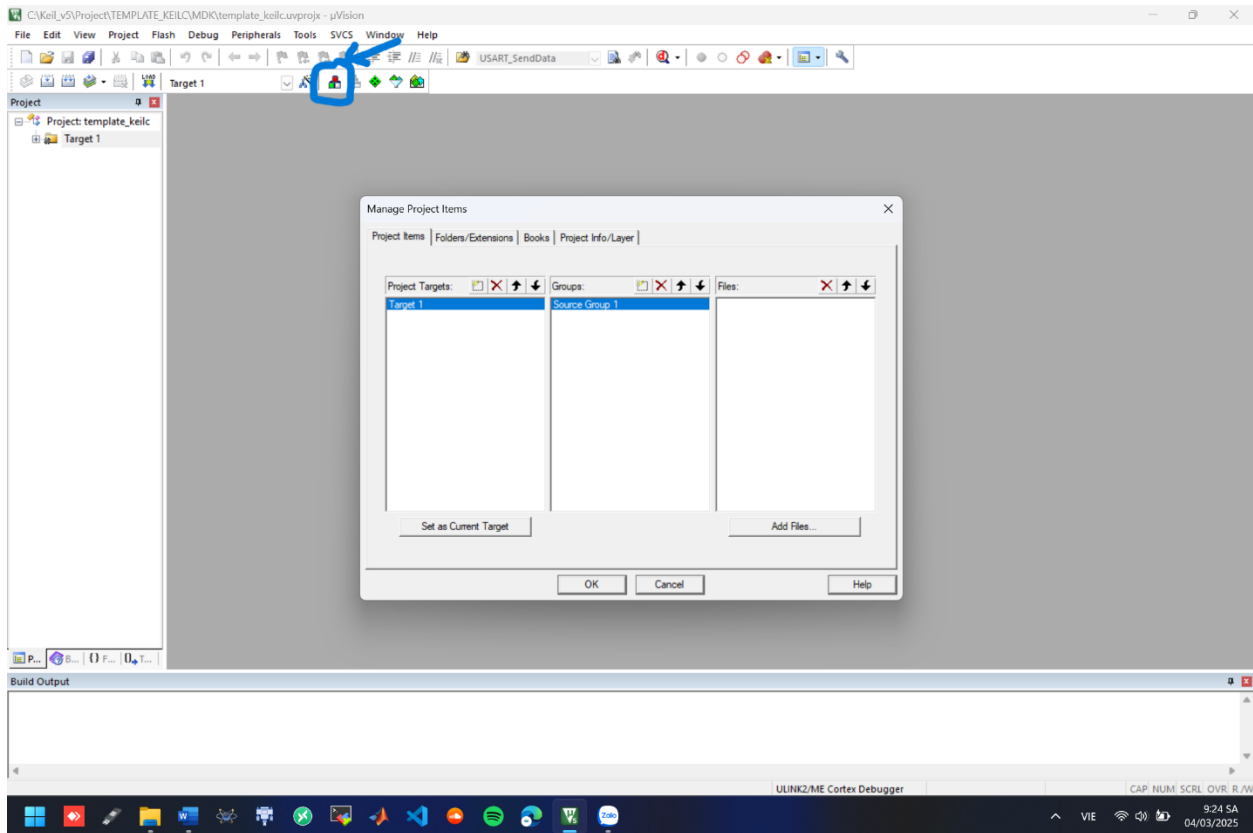 C:\Keil_v5\Project\TEMPLATE_KEILC\MDK\template_keilc.uvprojx - µVision
File Edit View Project Flash Debug Peripherals Tools SVCS Window Help
USART_SendData
LOAD Target 1
Project
Project: template_keilc
Target 1
Manage Project Items
Project Items Folders/Extensions Books Project Info/Layer
Project Targets: Groups: Files:
Target 1 Source Group 1
Set as Current Target Add Files...
OK Cancel Help
P... B... {} F... 0 T...
Build Output
ULINK2/ME Cortex Debugger CAP NUM SCRL OVR R/W
Zalo
VIE 9:24 SA
04/03/2025